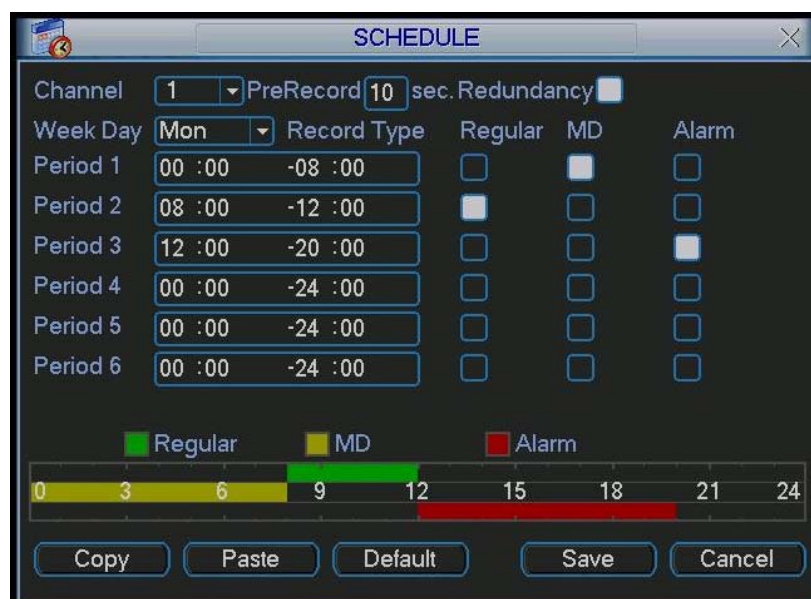 SCHEDULE
Channel 1 PreRecord 10 sec. Redundancy
Week Day Mon Record Type Regular MD Alarm
Period 1 00 :00 -08 :00
Period 2 08 :00 -12 :00
Period 3 12 :00 -20 :00
Period 4 00 :00 -24 :00
Period 5 00 :00 -24 :00
Period 6 00 :00 -24 :00
Regular MD Alarm
0 3 6 9 12 15 18 21 24
Copy Paste Default Save Cancel